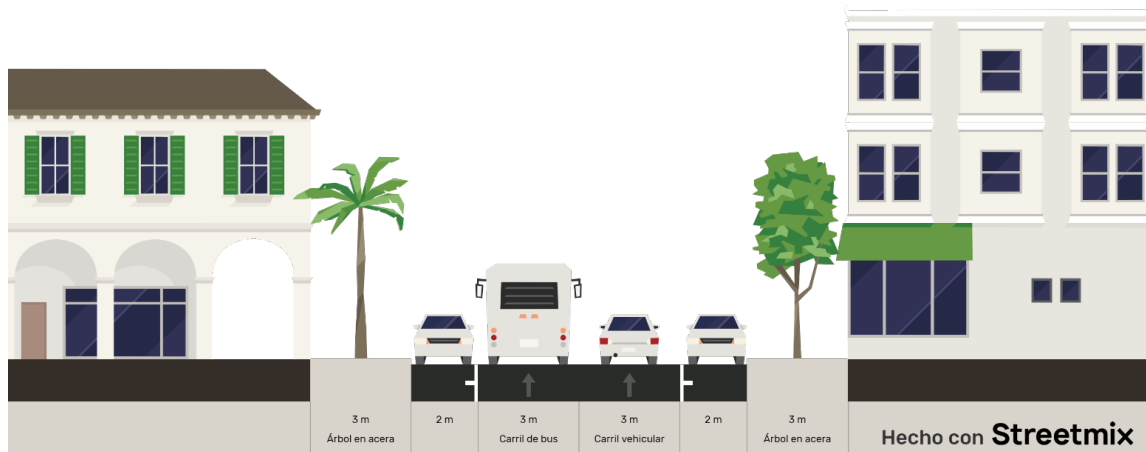 3 m
Árbol en acera
2 m
3 m
Carril de bus
3 m
Carril vehicular
2 m
3 m
Árbol en acera
Hecho con Streetmix